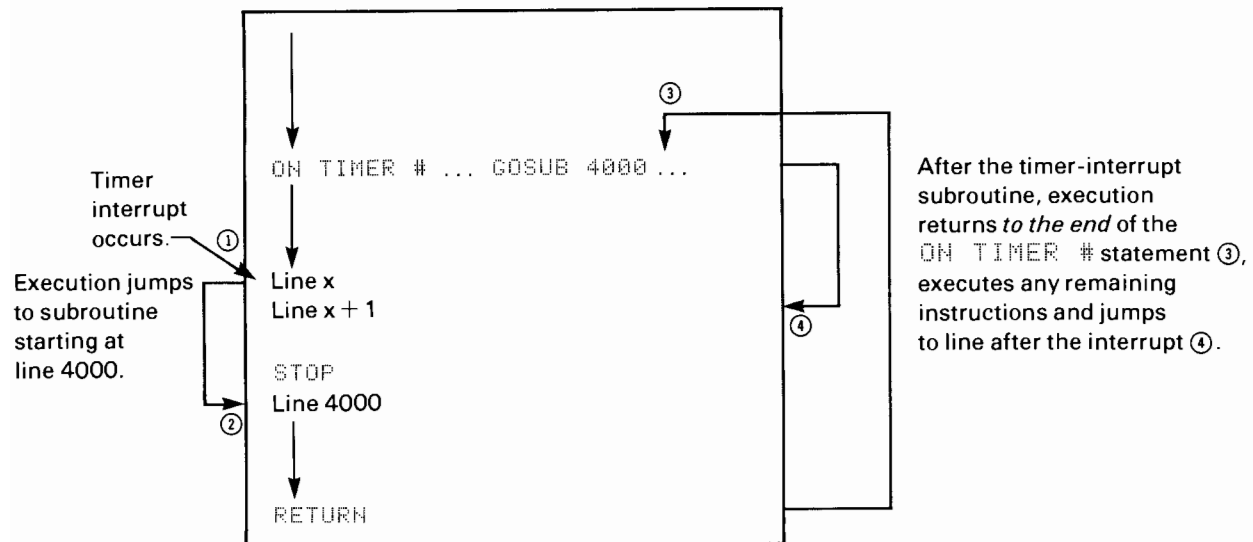 ③
ON TIMER # ... GOSUB 4000 ...
Timer
interrupt
occurs.
①
Execution jumps
to subroutine
starting at
line 4000.
②
Line x
Line x + 1
STOP
Line 4000
RETURN
④
After the timer-interrupt
subroutine, execution
returns to the end of the
ON TIMER # statement ③,
executes any remaining
instructions and jumps
to line after the interrupt ④.